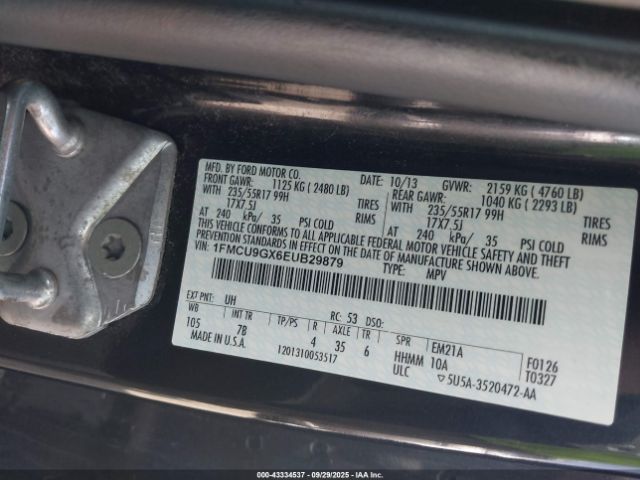 MFD. BY FORD MOTOR CO.
DATE: 10/13 GVWR: 2159 KG ( 4760 LB)
FRONT GAWR: 1125 KG ( 2480 LB) REAR GAWR: 1040 KG ( 2293 LB)
WITH 235/55R17 99H TIRES WITH 235/55R17 99H TIRES
17X7.5J RIMS 17X7.5J RIMS
AT 240 kPa/ 35 PSI COLD AT 240 kPa/ 35 PSI COLD
THIS VEHICLE CONFORMS TO ALL APPLICABLE FEDERAL MOTOR VEHICLE SAFETY AND
THEFT PREVENTION STANDARDS IN EFFECT ON THE DATE OF MANUFACTURE SHOWN ABOVE.
VIN: 1FMCU9GX6EUB29879
TYPE: MPV
EXT PNT: UH RC: 53 DSO:
WB INT TR TP/PS R AXLE TR SPR EM21A F0126
105 7B 4 35 6 HHMM 10A T0327
MADE IN U.S.A. 1201310053517 ULC 5U5A-3520472-AA
000-43334537 - 09/29/2025 - IAAI, Inc.